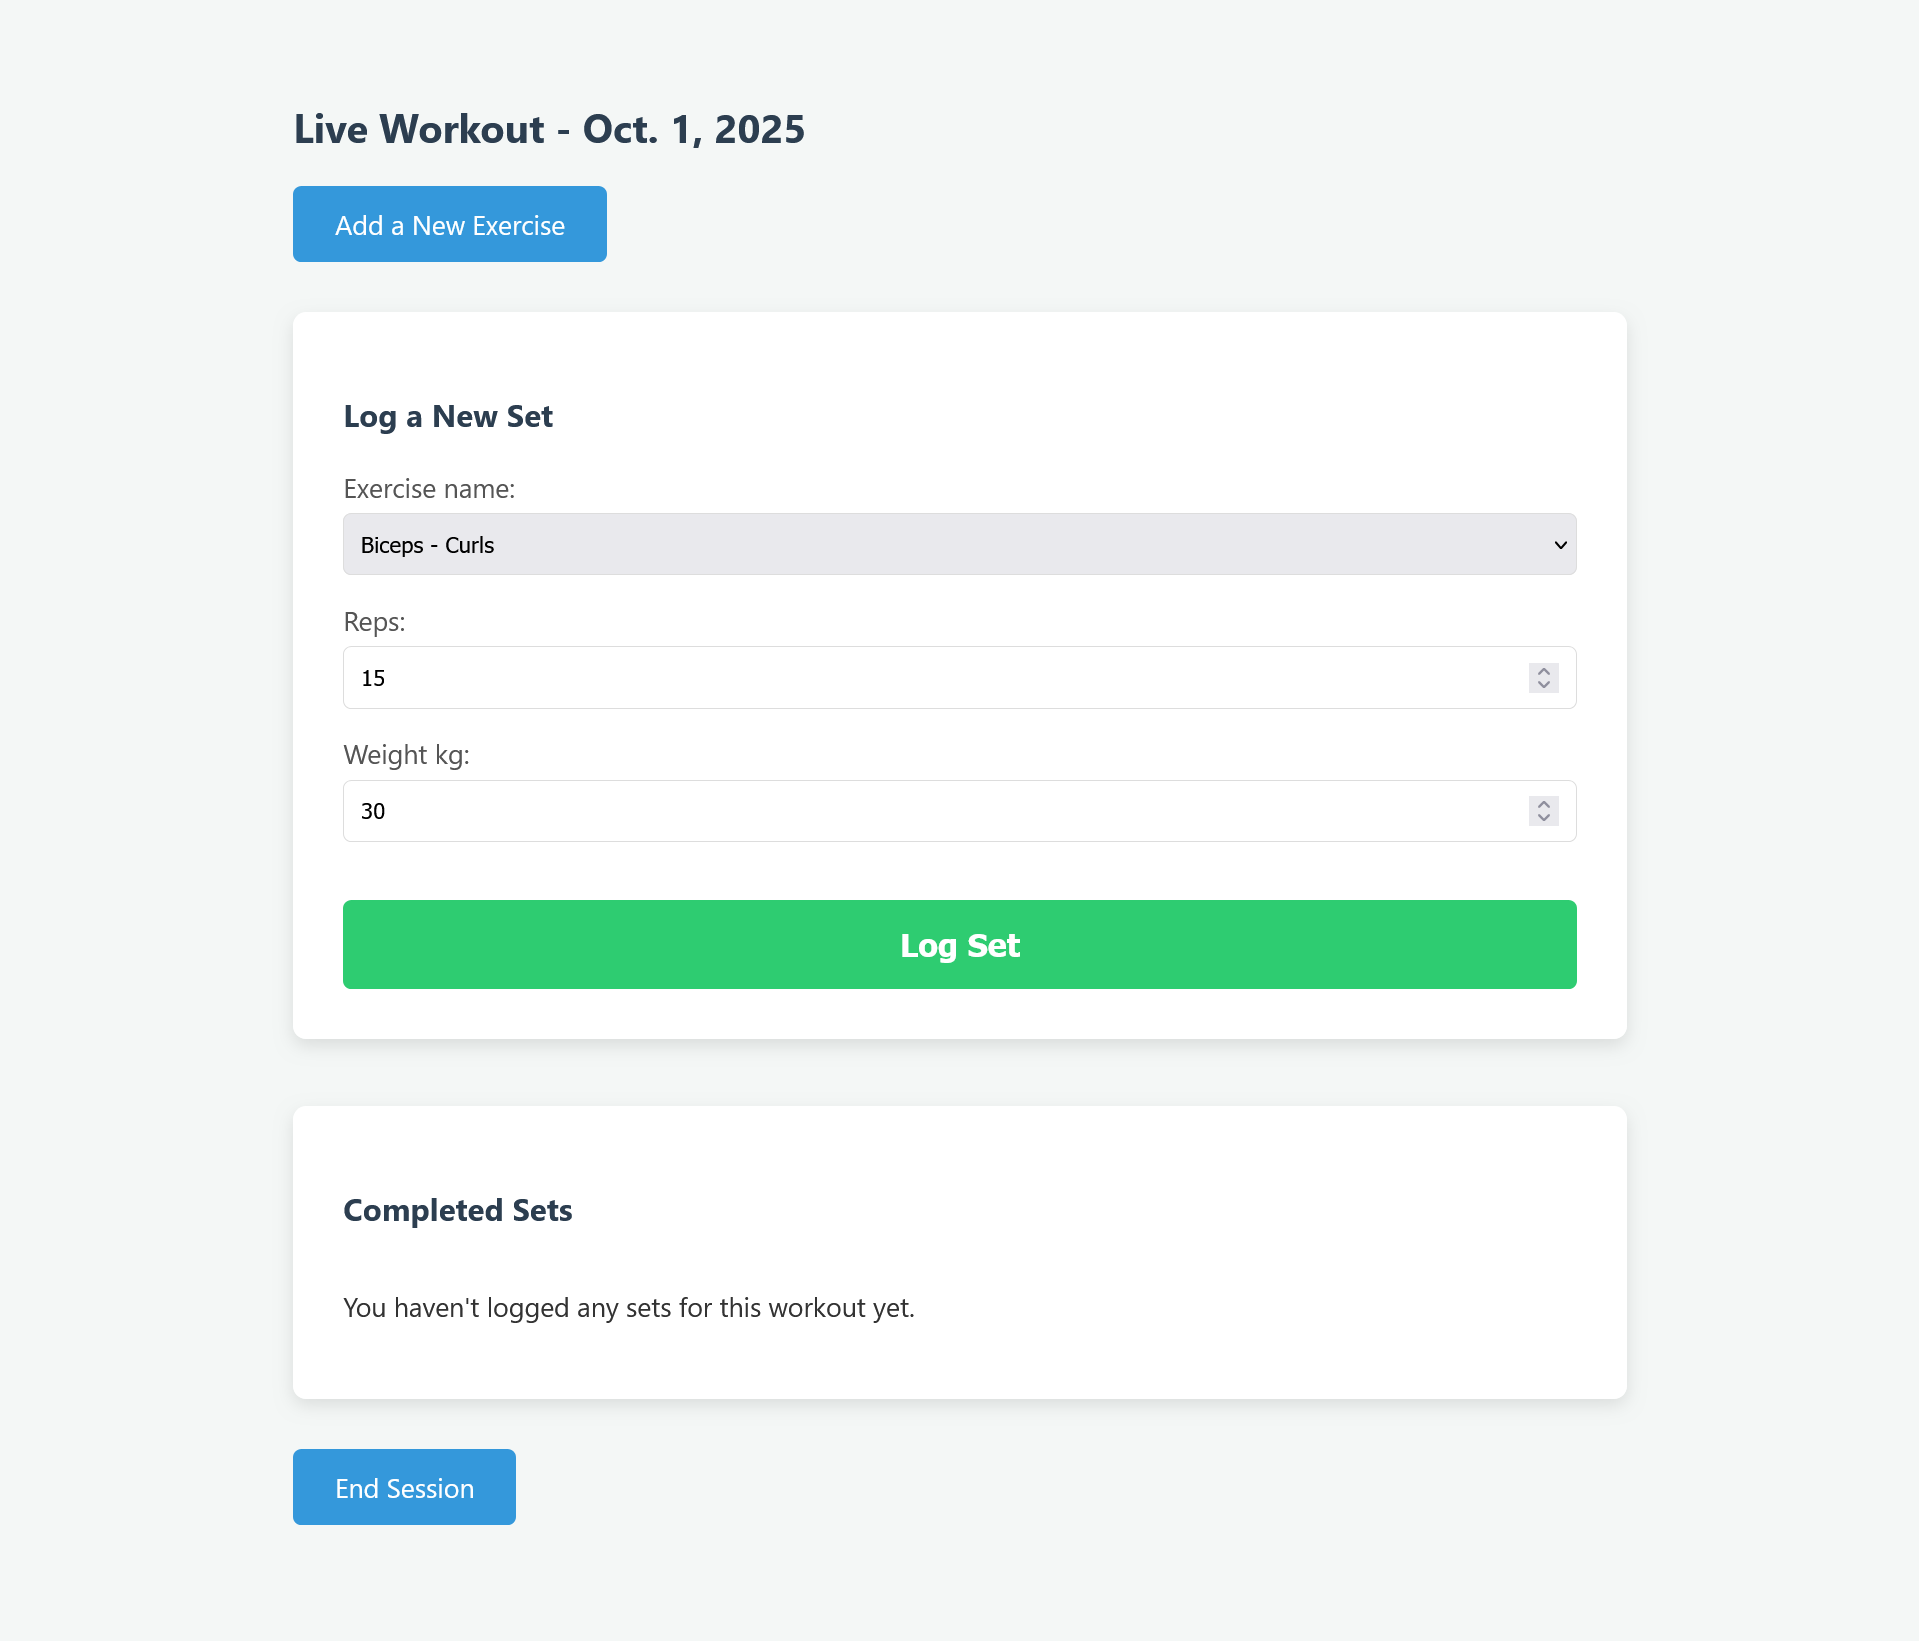 Live Workout - Oct. 1, 2025
Add a New Exercise
Log a New Set
Exercise name:
Biceps - Curls
Reps:
15
Weight kg:
30
Log Set
Completed Sets
You haven't logged any sets for this workout yet.
End Session